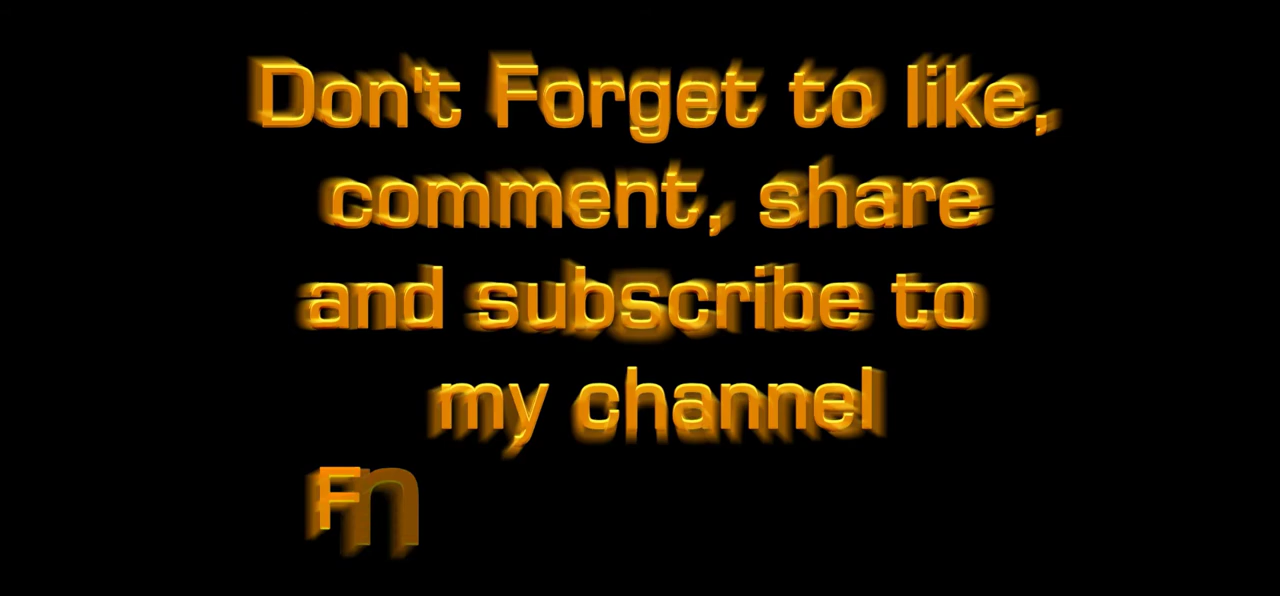 Don't Forget to like,
comment, share
and subscribe to
my channel
Fn